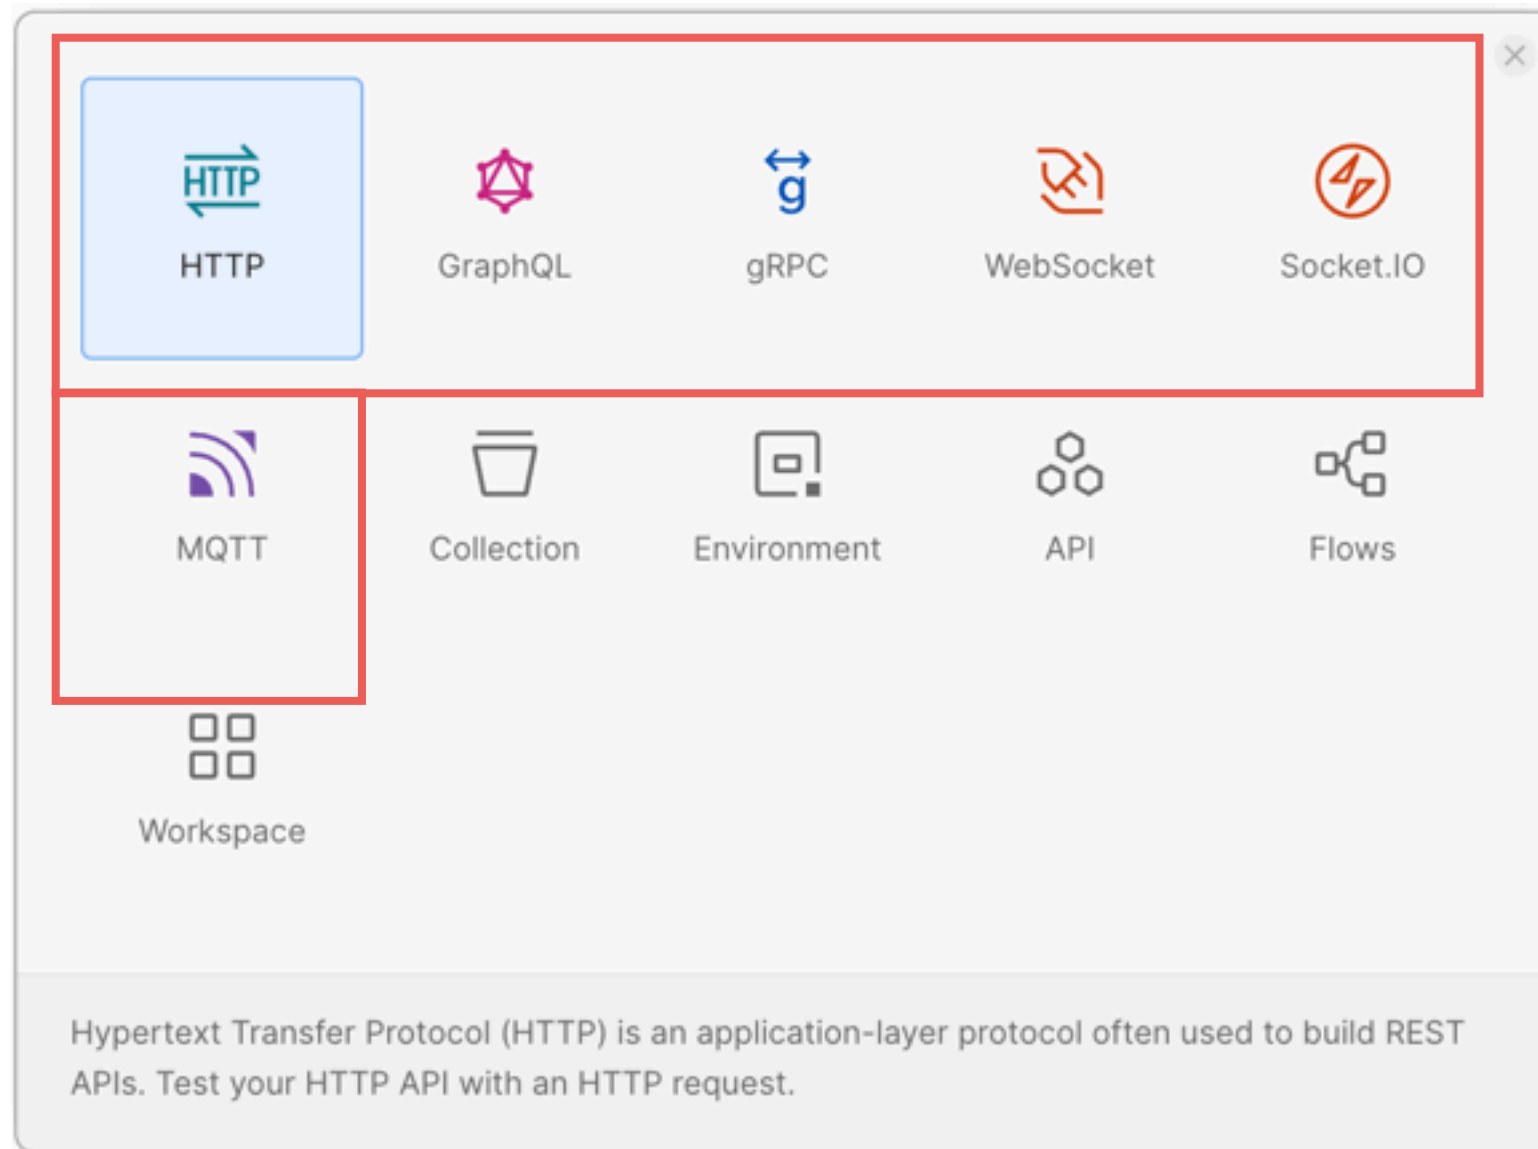 HTTP
g
HTTP
GraphQL
gRPC
WebSocket
Socket.IO
MQTT
Collection
Environment
API
Flows
Workspace
Hypertext Transfer Protocol (HTTP) is an application-layer protocol often used to build REST
APIs. Test your HTTP API with an HTTP request.